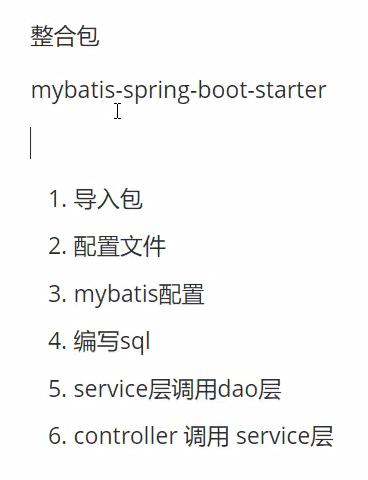 整合包
mybatis-spring-boot-starter
1. 导入包
2. 配置文件
3. mybatis配置
4. 编写sql
5. service层调用dao层
6. controller 调用 service层